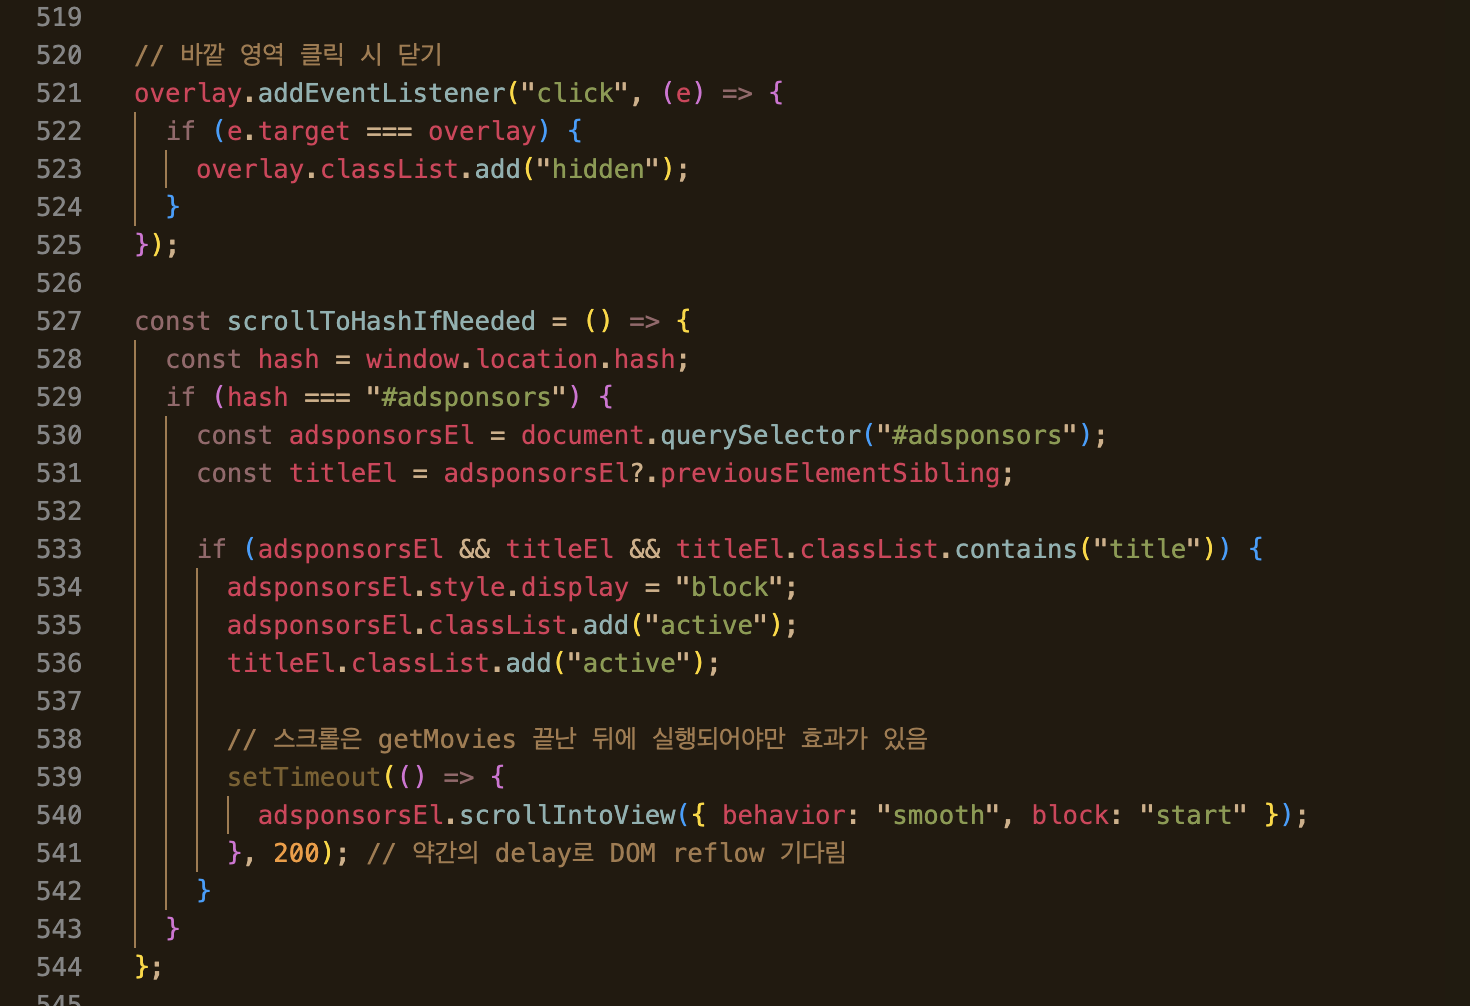 519
520 // 바깥 영역 클릭 시 닫기
521 overlay.addEventListener("click", (e) => {
522 if (e.target === overlay) {
523 overlay.classList.add("hidden");
524 }
525 });
526
527 const scrollToHashIfNeeded = () => {
528 const hash = window.location.hash;
529 if (hash === "#adsponsors") {
530 const adsponsorsEl = document.querySelector("#adsponsors");
531 const titleEl = adsponsorsEl?.previousElementSibling;
532
533 if (adsponsorsEl && titleEl && titleEl.classList.contains("title")) {
534 adsponsorsEl.style.display = "block";
535 adsponsorsEl.classList.add("active");
536 titleEl.classList.add("active");
537
538 // 스크롤은 getMovies 끝난 뒤에 실행되어야만 효과가 있음
539 setTimeout(() => {
540 adsponsorsEl.scrollIntoView({ behavior: "smooth", block: "start" });
541 }, 200); // 약간의 delay로 DOM reflow 기다림
542 }
543 }
544 };
545